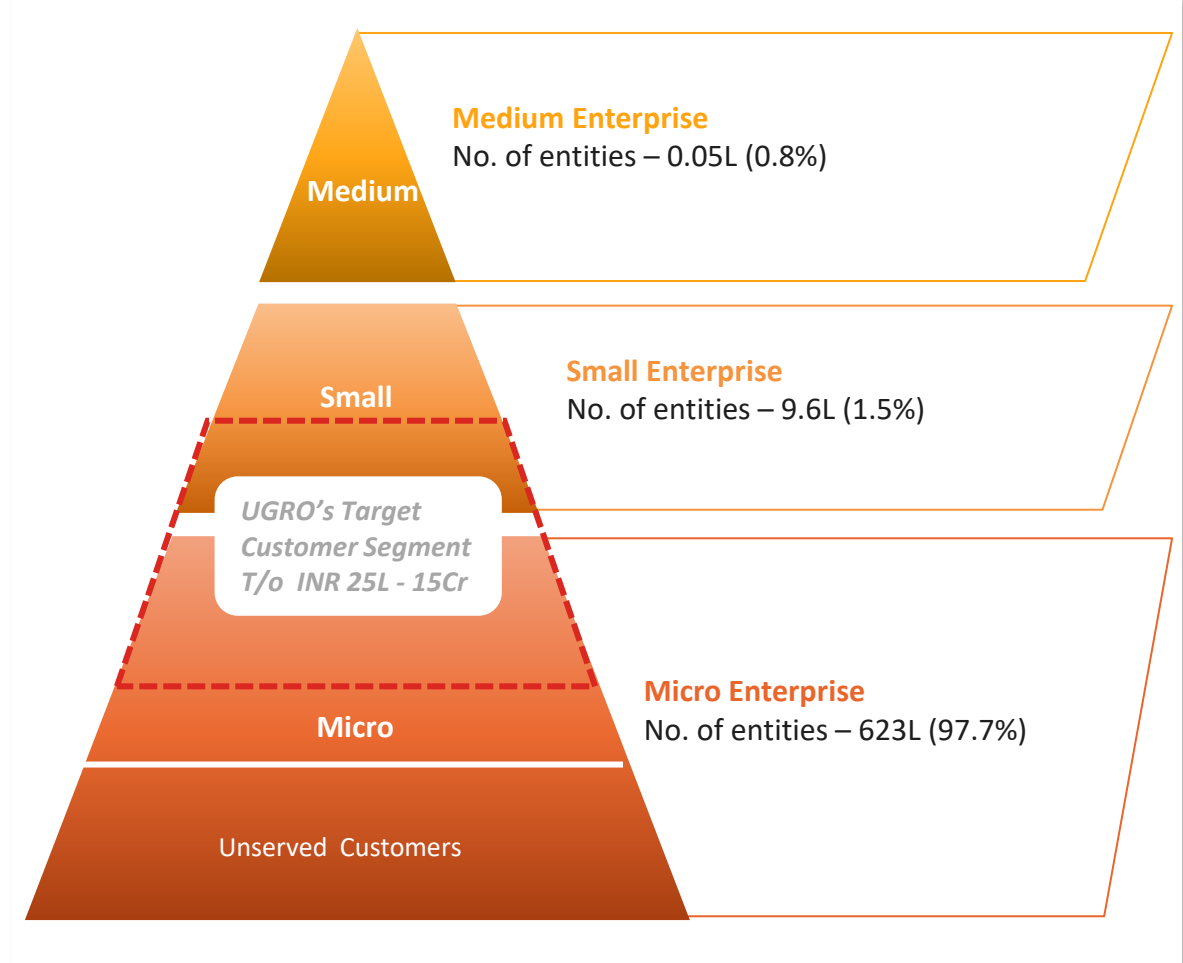 Medium Enterprise
No. of entities – 0.05L (0.8%)
Medium
Small Enterprise
No. of entities – 9.6L (1.5%)
Small
UGRO’s Target
Customer Segment
T/o INR 25L - 15Cr
Micro Enterprise
No. of entities – 623L (97.7%)
Micro
Unserved Customers